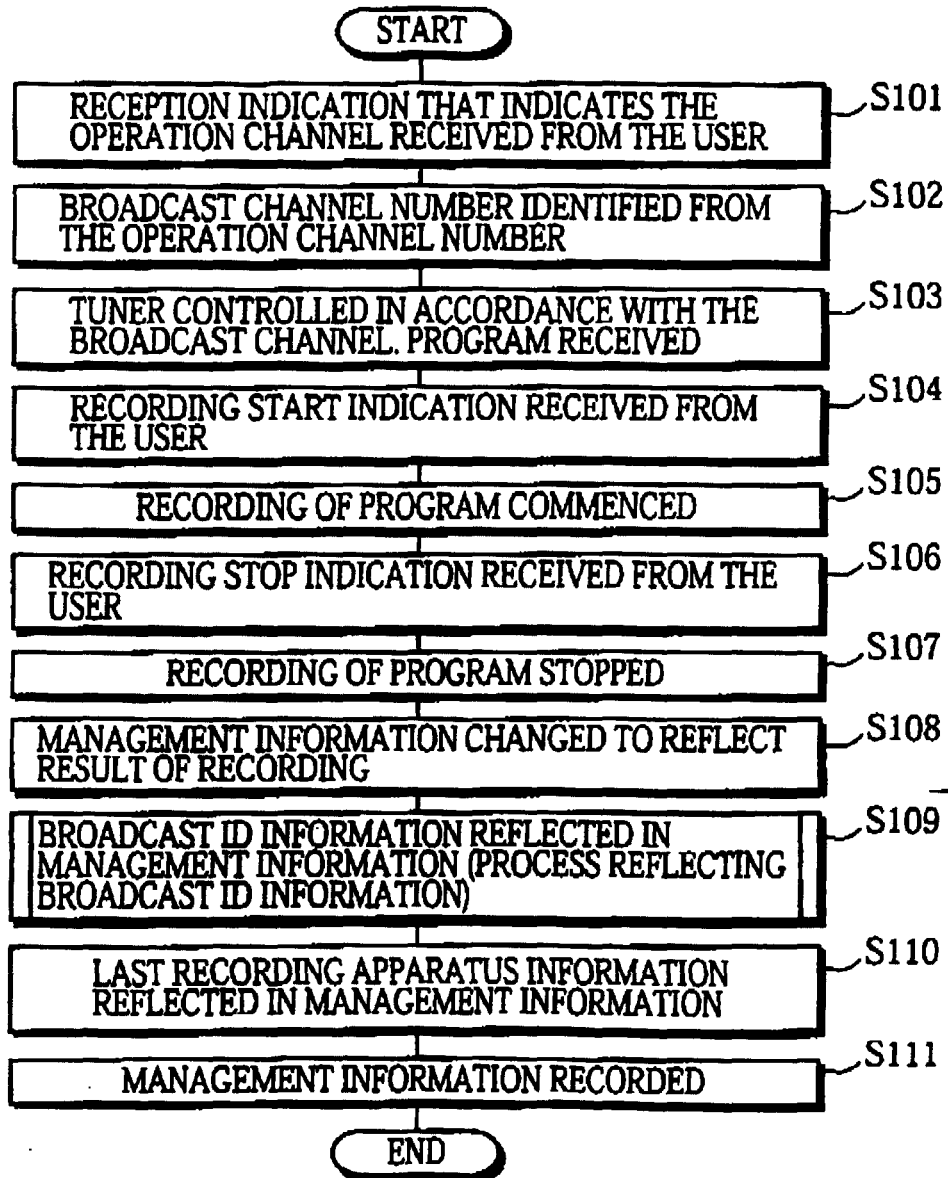 START
RECEPTION INDICATION THAT INDICATES THE
OPERATION CHANNEL RECEIVED FROM THE USER
S101
BROADCAST CHANNEL NUMBER IDENTIFIED FROM
THE OPERATION CHANNEL NUMBER
S102
TUNER CONTROLLED IN ACCORDANCE WITH THE
BROADCAST CHANNEL. PROGRAM RECEIVED
S103
RECORDING START INDICATION RECEIVED FROM
THE USER
S104
RECORDING OF PROGRAM COMMENCED
S105
RECORDING STOP INDICATION RECEIVED FROM THE
USER
S106
RECORDING OF PROGRAM STOPPED
S107
MANAGEMENT INFORMATION CHANGED TO REFLECT
RESULT OF RECORDING
S108
BROADCAST ID INFORMATION REFLECTED IN
MANAGEMENT INFORMATION (PROCESS REFLECTING
BROADCAST ID INFORMATION)
S109
LAST RECORDING APPARATUS INFORMATION
REFLECTED IN MANAGEMENT INFORMATION
S110
MANAGEMENT INFORMATION RECORDED
S111
END